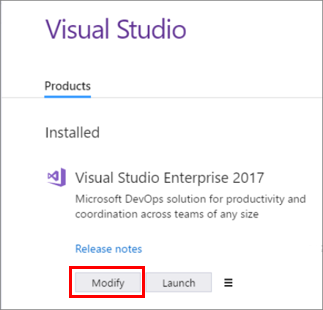 Visual Studio
Products
Installed
Visual Studio Enterprise 2017
Microsoft DevOps solution for productivity and
coordination across teams of any size
Release notes
Modify Launch